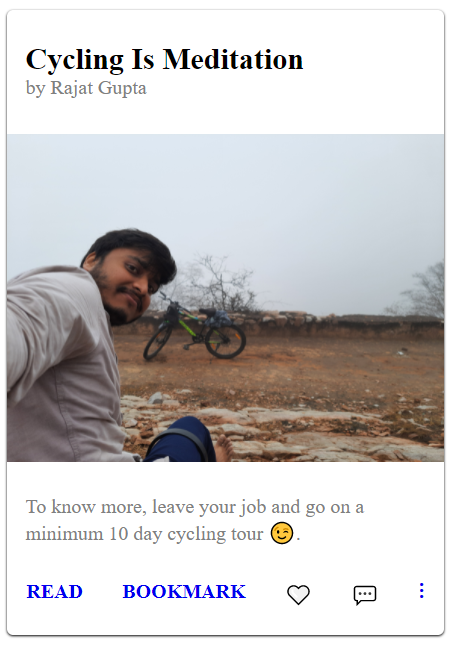 Cycling Is Meditation
by Rajat Gupta
To know more, leave your job and go on a
minimum 10 day cycling tour 😉.
READ BOOKMARK